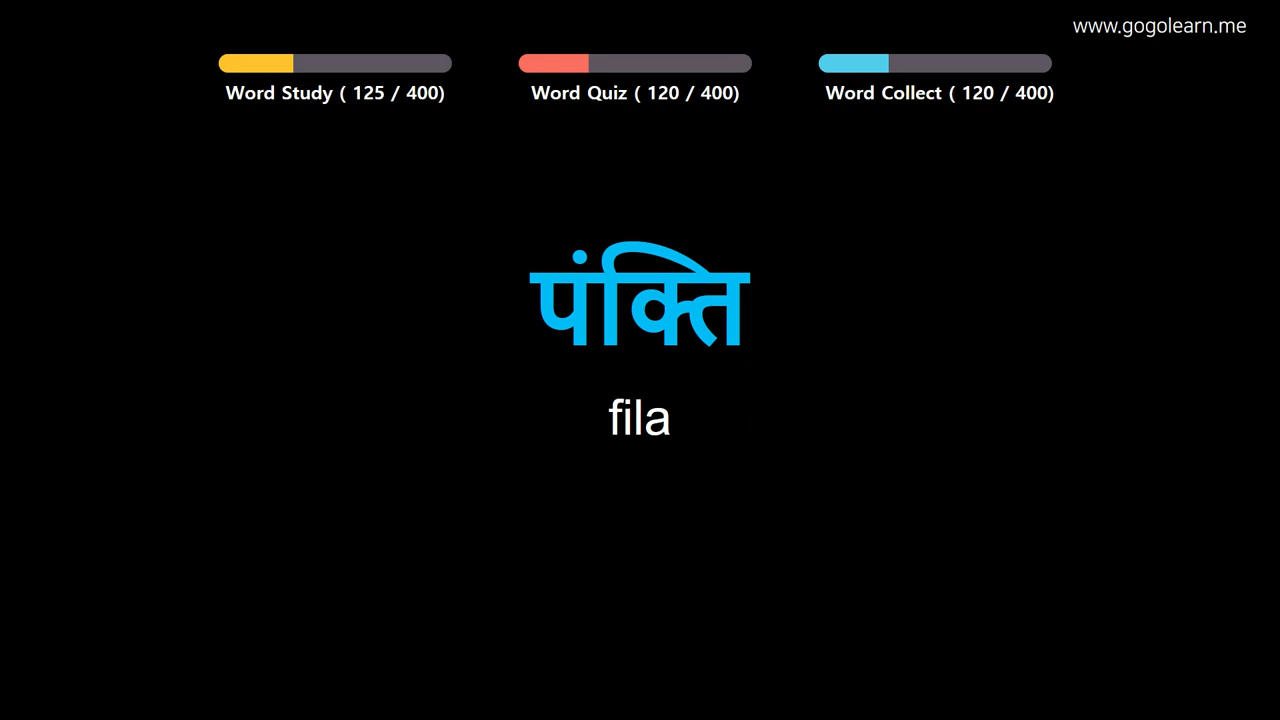 www.gogolearn.me
Word Study ( 125 / 400)
Word Quiz ( 120 / 400)
Word Collect ( 120 / 400)
पंक्ति
fila